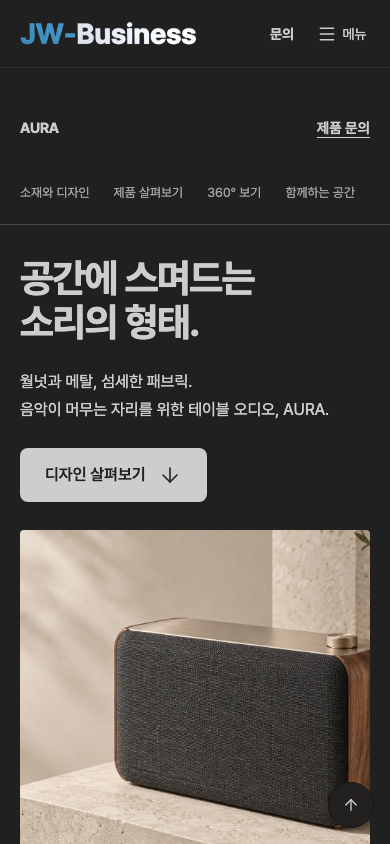 JW-Business
문의
메뉴
AURA
제품 문의
소재와 디자인
제품 살펴보기
360° 보기
함께하는 공간
공간에 스며드는
소리의 형태.
월넛과 메탈, 섬세한 패브릭.
음악이 머무는 자리를 위한 테이블 오디오, AURA.
디자인 살펴보기